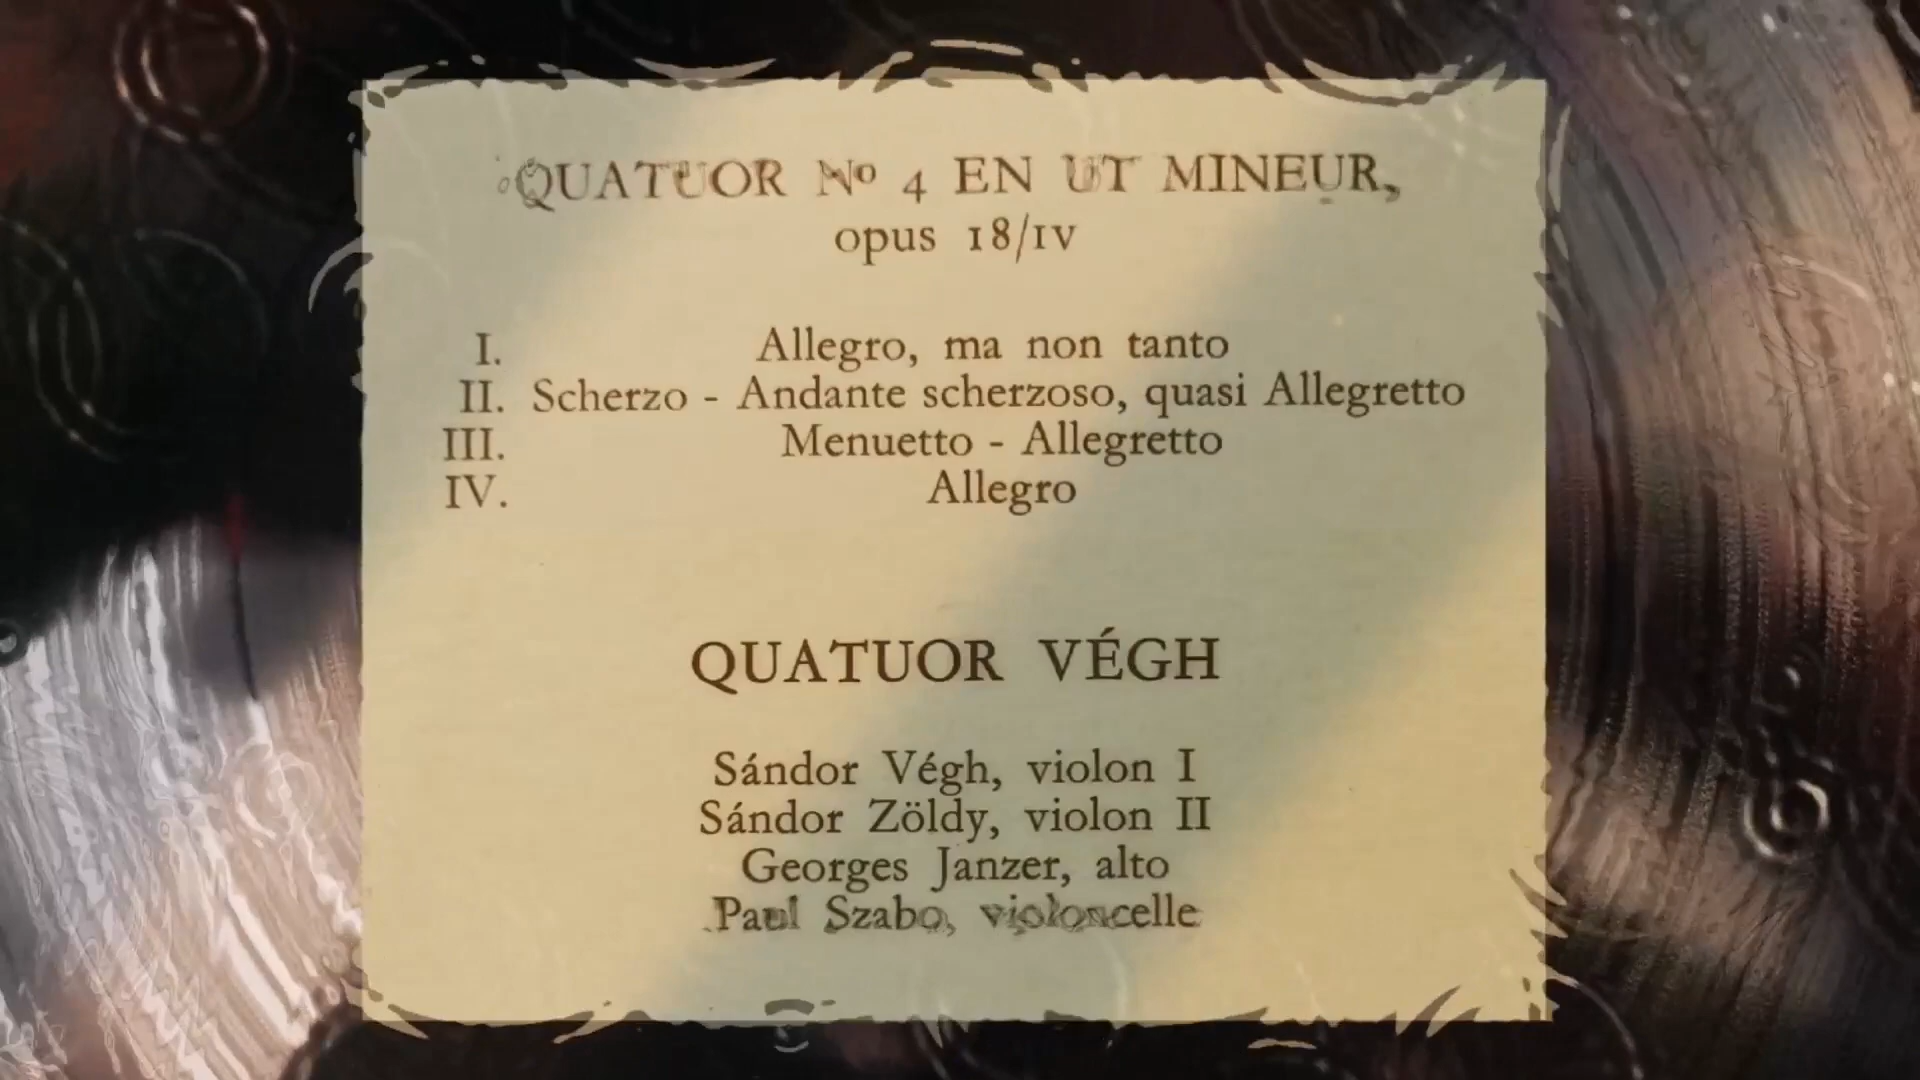 QUATUOR Nº 4 EN UT MINEUR,
opus 18/IV
I. Allegro, ma non tanto
II. Scherzo - Andante scherzoso, quasi Allegretto
III. Menuetto - Allegretto
IV. Allegro
QUATUOR VÉGH
Sándor Végh, violon I
Sándor Zöldy, violon II
Georges Janzer, alto
Paul Szabo, violoncelle